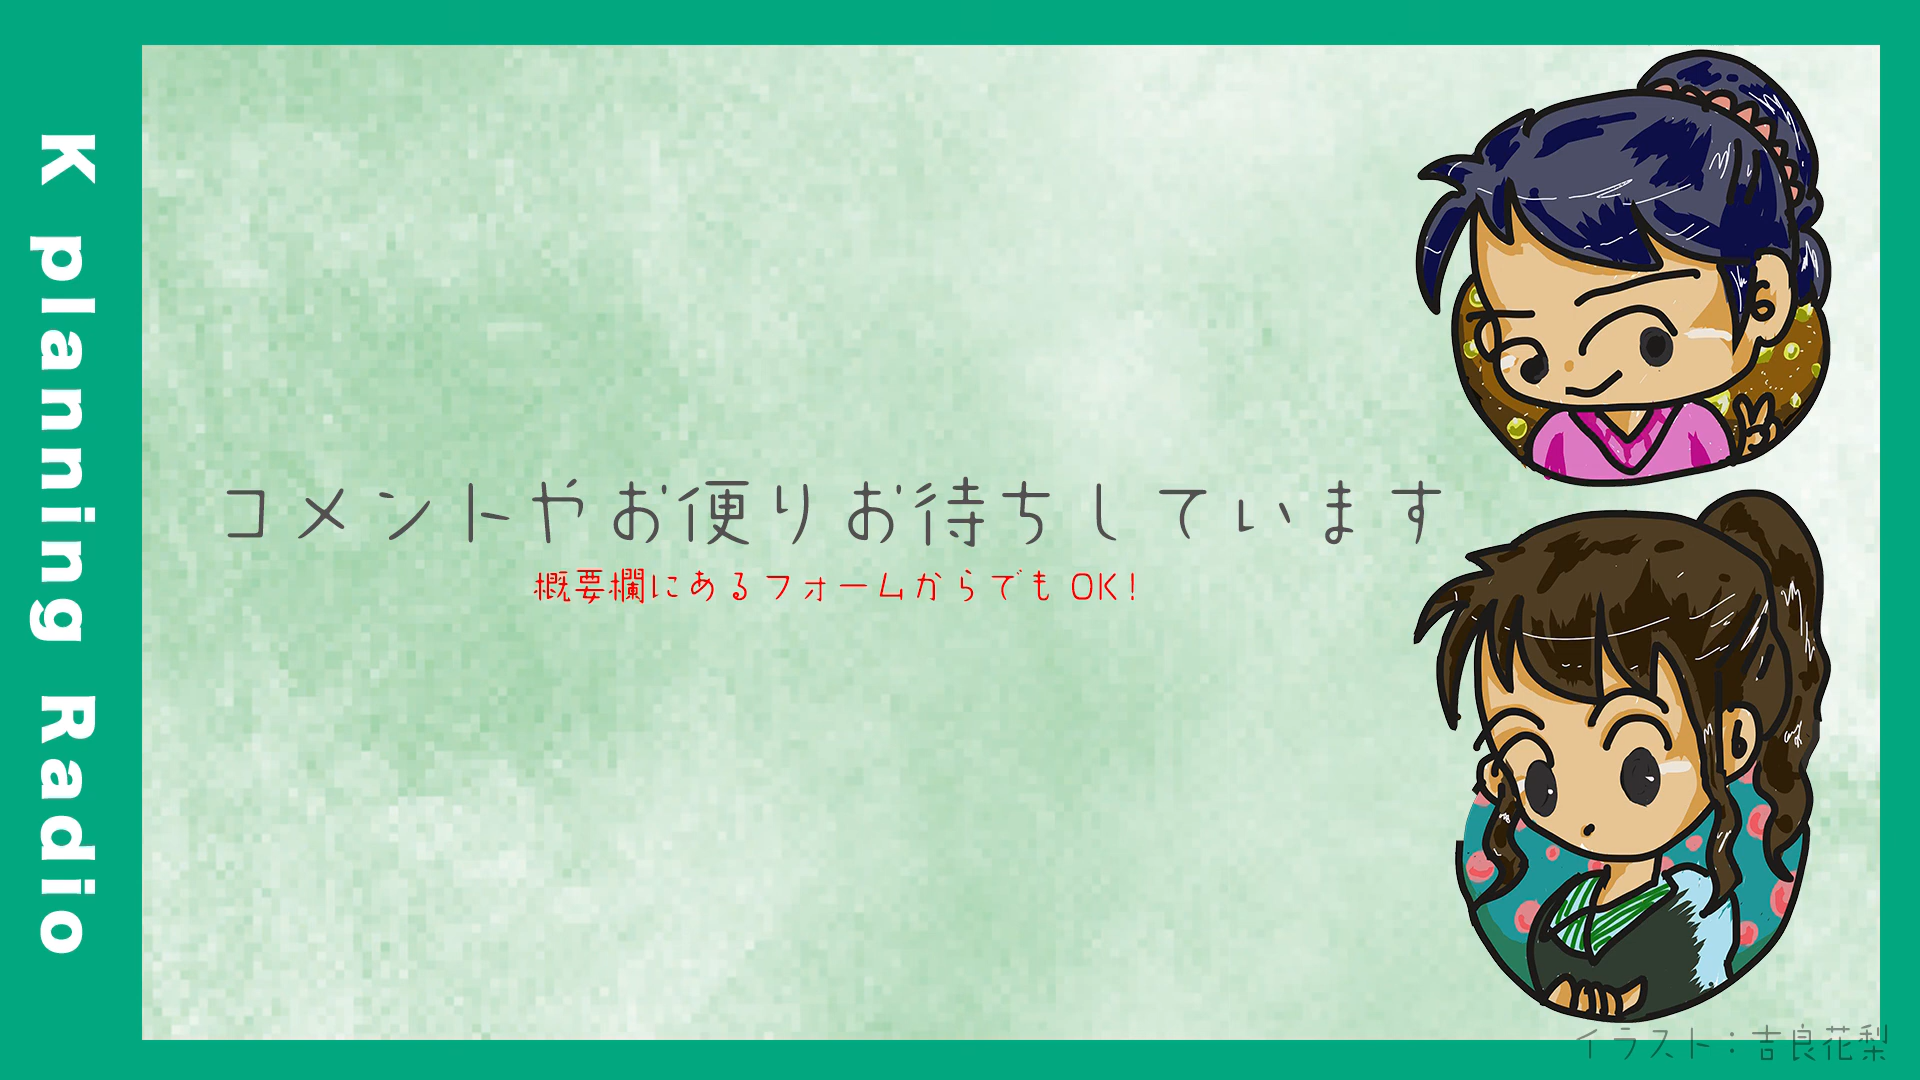 K planning Radio
コメントやお便りお待ちしています
概要欄にあるフォームからでもOK!
イラスト:吉良花梨